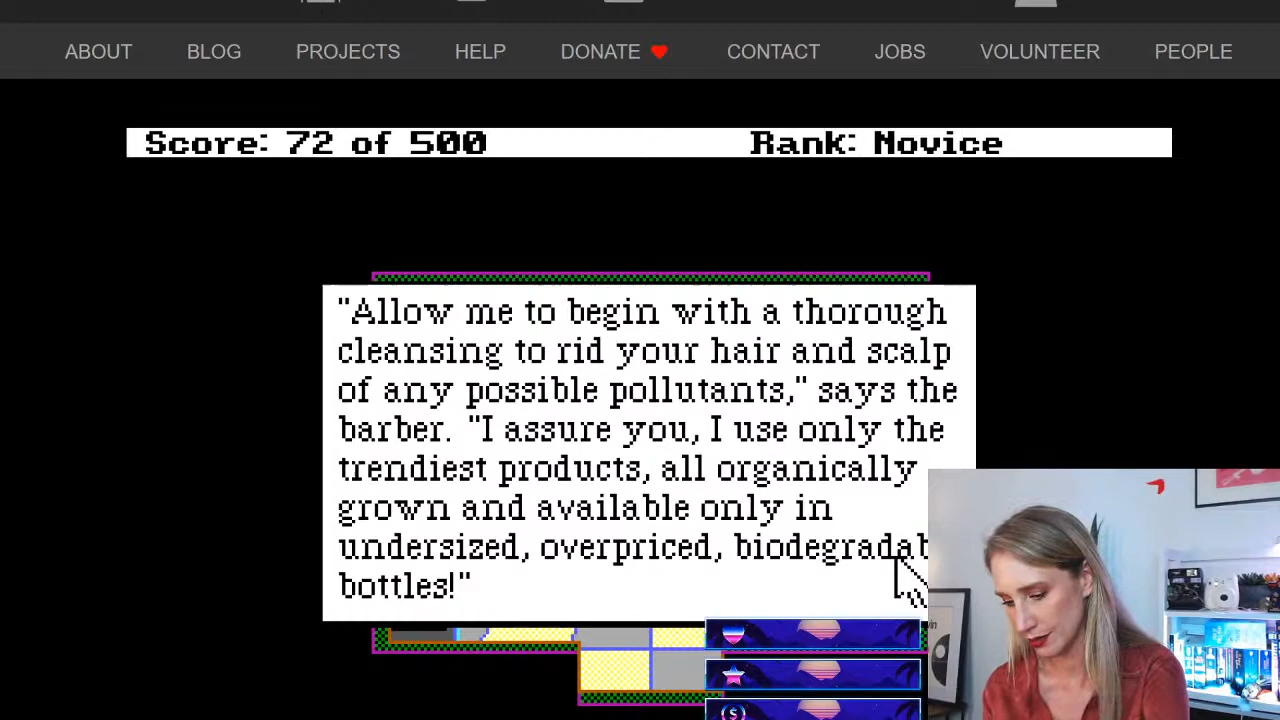 ABOUT BLOG PROJECTS HELP DONATE CONTACT JOBS VOLUNTEER PEOPLE
Score: 72 of 500 Rank: Novice
"Allow me to begin with a thorough
cleansing to rid your hair and scalp
of any possible pollutants," says the
barber. "I assure you, I use only the
trendiest products, all organically
grown and available only in
undersized, overpriced, biodegradab
bottles!"